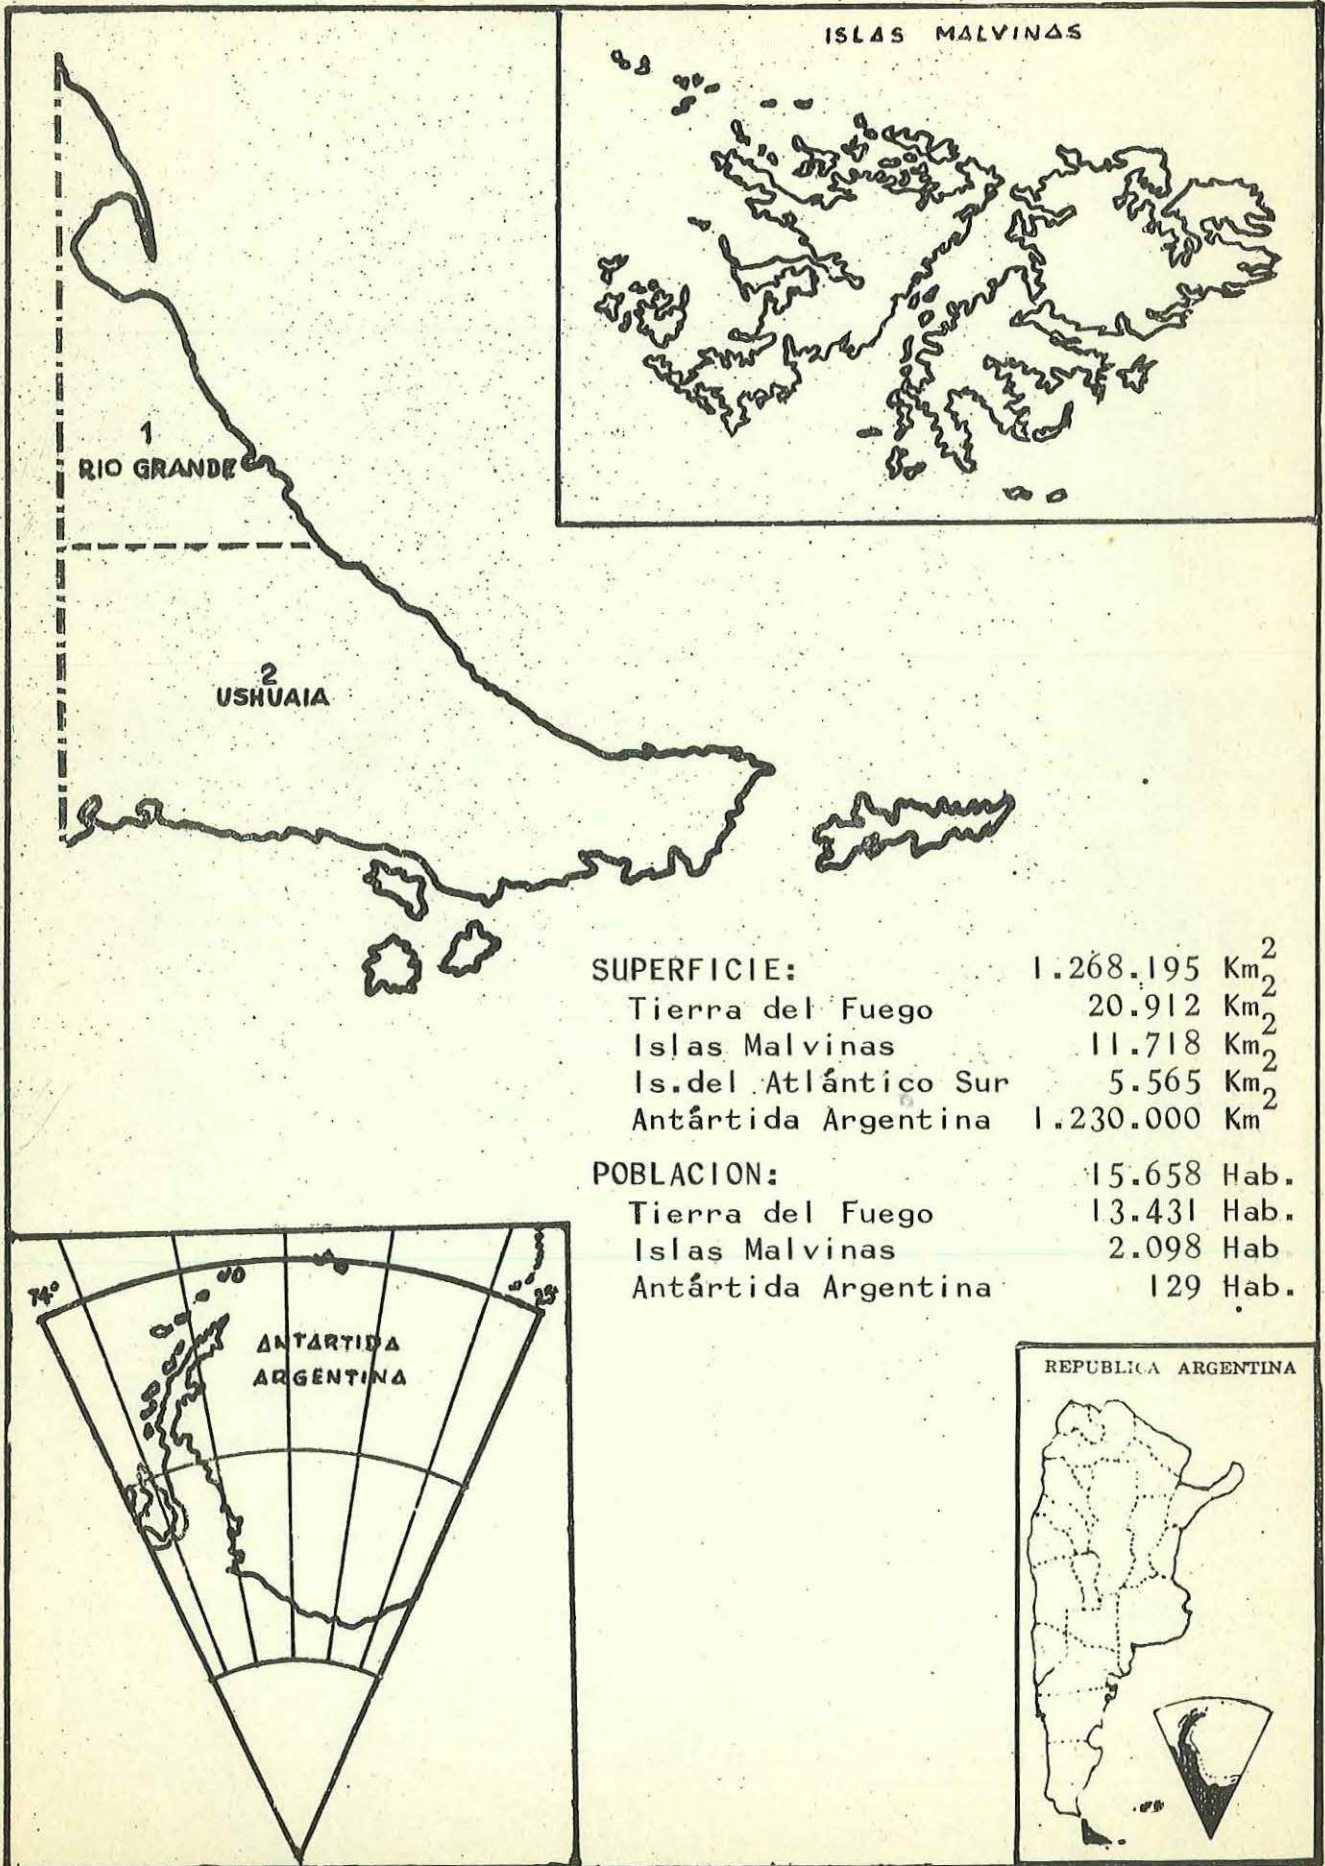 ISLAS MALVINAS
1
RIO GRANDE
2
USHUAIA
SUPERFICIE: 1.268.195 Km2
Tierra del Fuego 20.912 Km2
Islas Malvinas 11.718 Km2
Is.del Atlántico Sur 5.565 Km2
Antártida Argentina 1.230.000 Km2
POBLACION: 15.658 Hab.
Tierra del Fuego 13.431 Hab.
Islas Malvinas 2.098 Hab
Antártida Argentina 129 Hab.
74° 25°
ANTARTIDA
ARGENTINA
REPUBLICA ARGENTINA